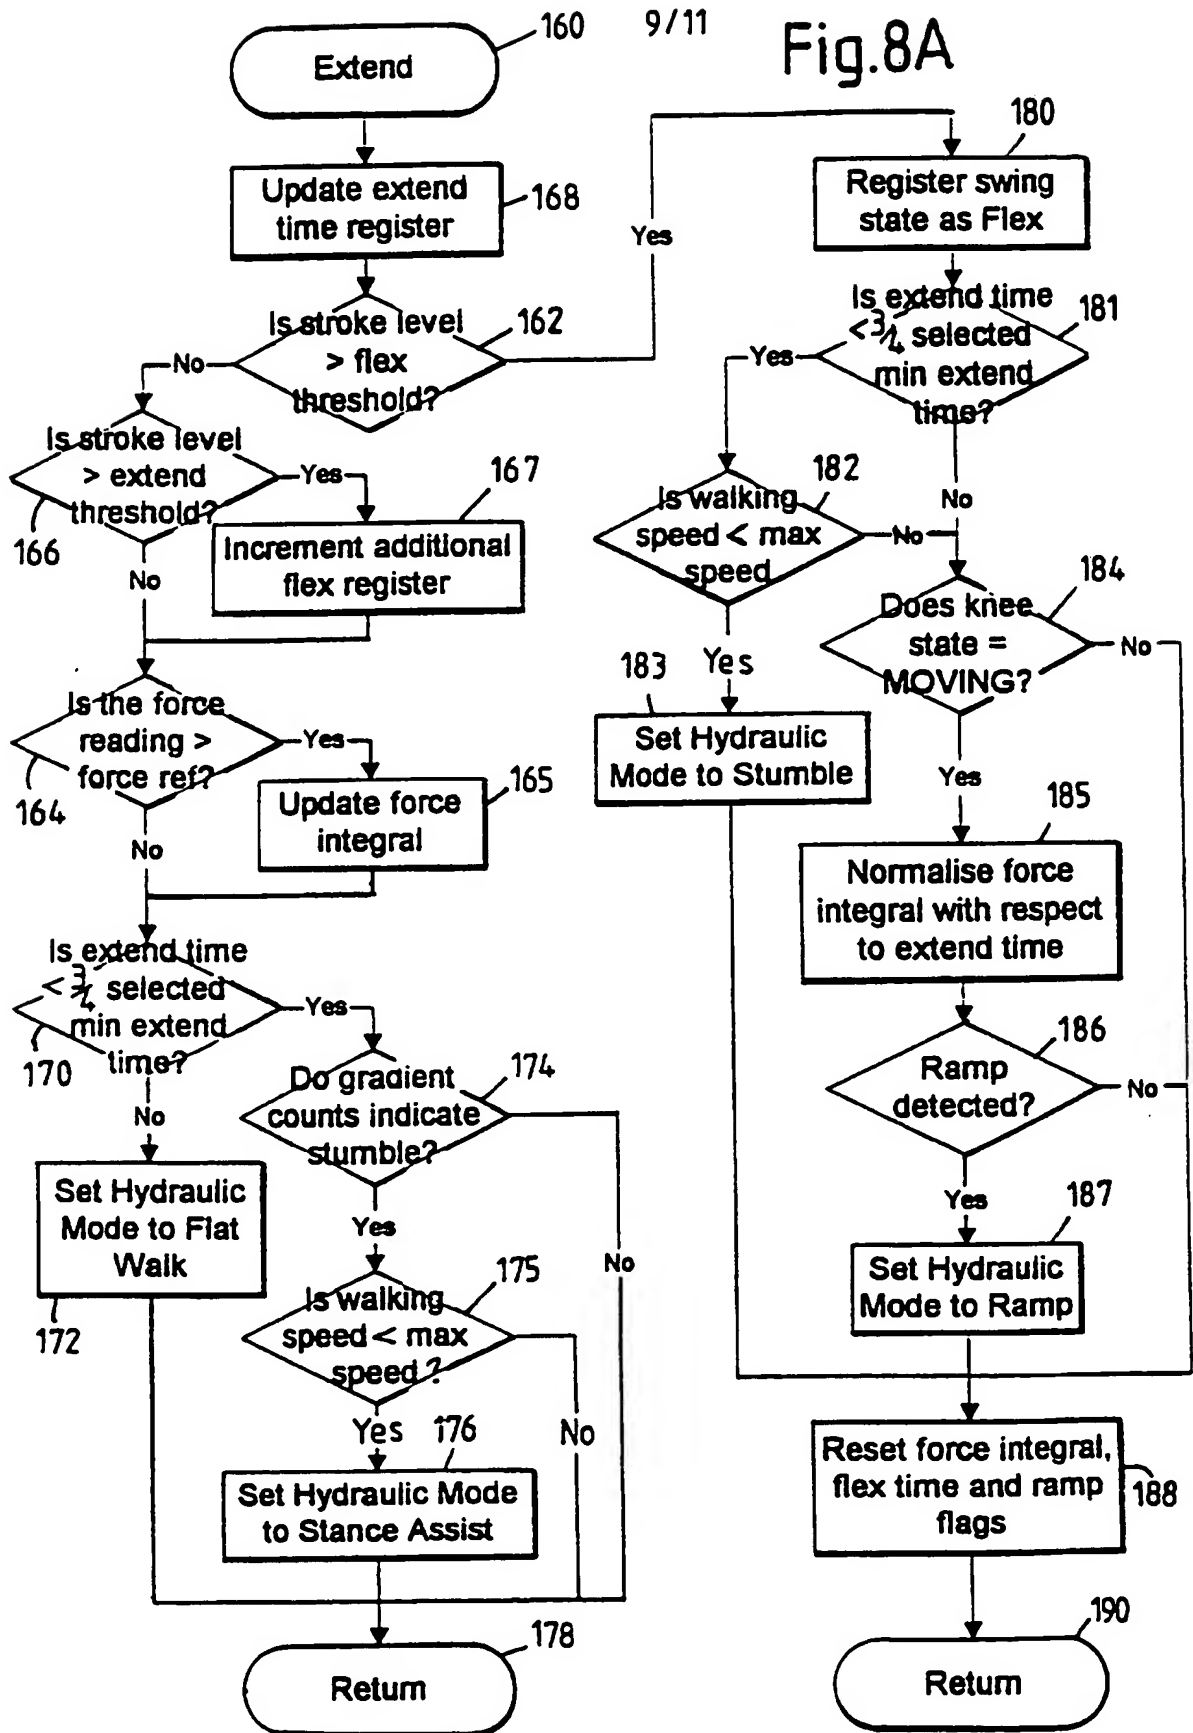 160
9/11
Fig.8A
Extend
Update extend
time register
168
Is stroke level
> flex
threshold?
162
Yes
No
Is stroke level
> extend
threshold?
166
Yes
167
Increment additional
flex register
No
Is the force
reading >
force ref?
164
Yes
165
Update force
integral
No
Is extend time
< 3/4 selected
min extend
time?
170
Yes
No
Set Hydraulic
Mode to Flat
Walk
172
Do gradient
counts indicate
stumble?
174
Yes
No
Is walking
speed < max
speed ?
175
Yes
No
176
Set Hydraulic Mode
to Stance Assist
178
Return
180
Register swing
state as Flex
Is extend time
< 3/4 selected
min extend
time?
181
Yes
No
Is walking
speed < max
speed
182
No
Yes
183
Set Hydraulic
Mode to Stumble
Does knee
state =
MOVING?
184
No
Yes
185
Normalise force
integral with respect
to extend time
186
Ramp
detected?
No
Yes
187
Set Hydraulic
Mode to Ramp
Reset force integral,
flex time and ramp
flags
188
190
Return